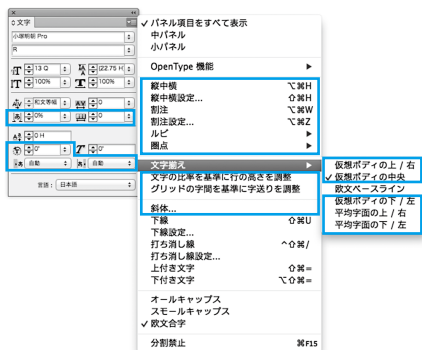 文字
小塚明朝 Pro
R
13 Q
(22.75 H)
100%
100%
和文等幅
0
0%
0
0 H
0°
0°
自動
自動
言語：
日本語
パネル項目をすべて表示
中パネル
小パネル
OpenType 機能
縦中横 ⌥⌘H
縦中横設定... ⇧⌘H
割注 ⌥⌘W
割注設定... ⌥⌘Z
ルビ
圏点
文字揃え
文字の比率を基準に行の高さを調整
グリッドの字間を基準に字送りを調整
斜体...
下線 ⇧⌘U
下線設定...
打ち消し線 ^⇧⌘/
打ち消し線設定...
上付き文字 ⇧⌘=
下付き文字 ⌥⇧⌘=
オールキャップス
スモールキャップス
欧文合字
分割禁止 ⌘F15
仮想ボディの上 / 右
仮想ボディの中央
欧文ベースライン
仮想ボディの下 / 左
平均字面の上 / 右
平均字面の下 / 左